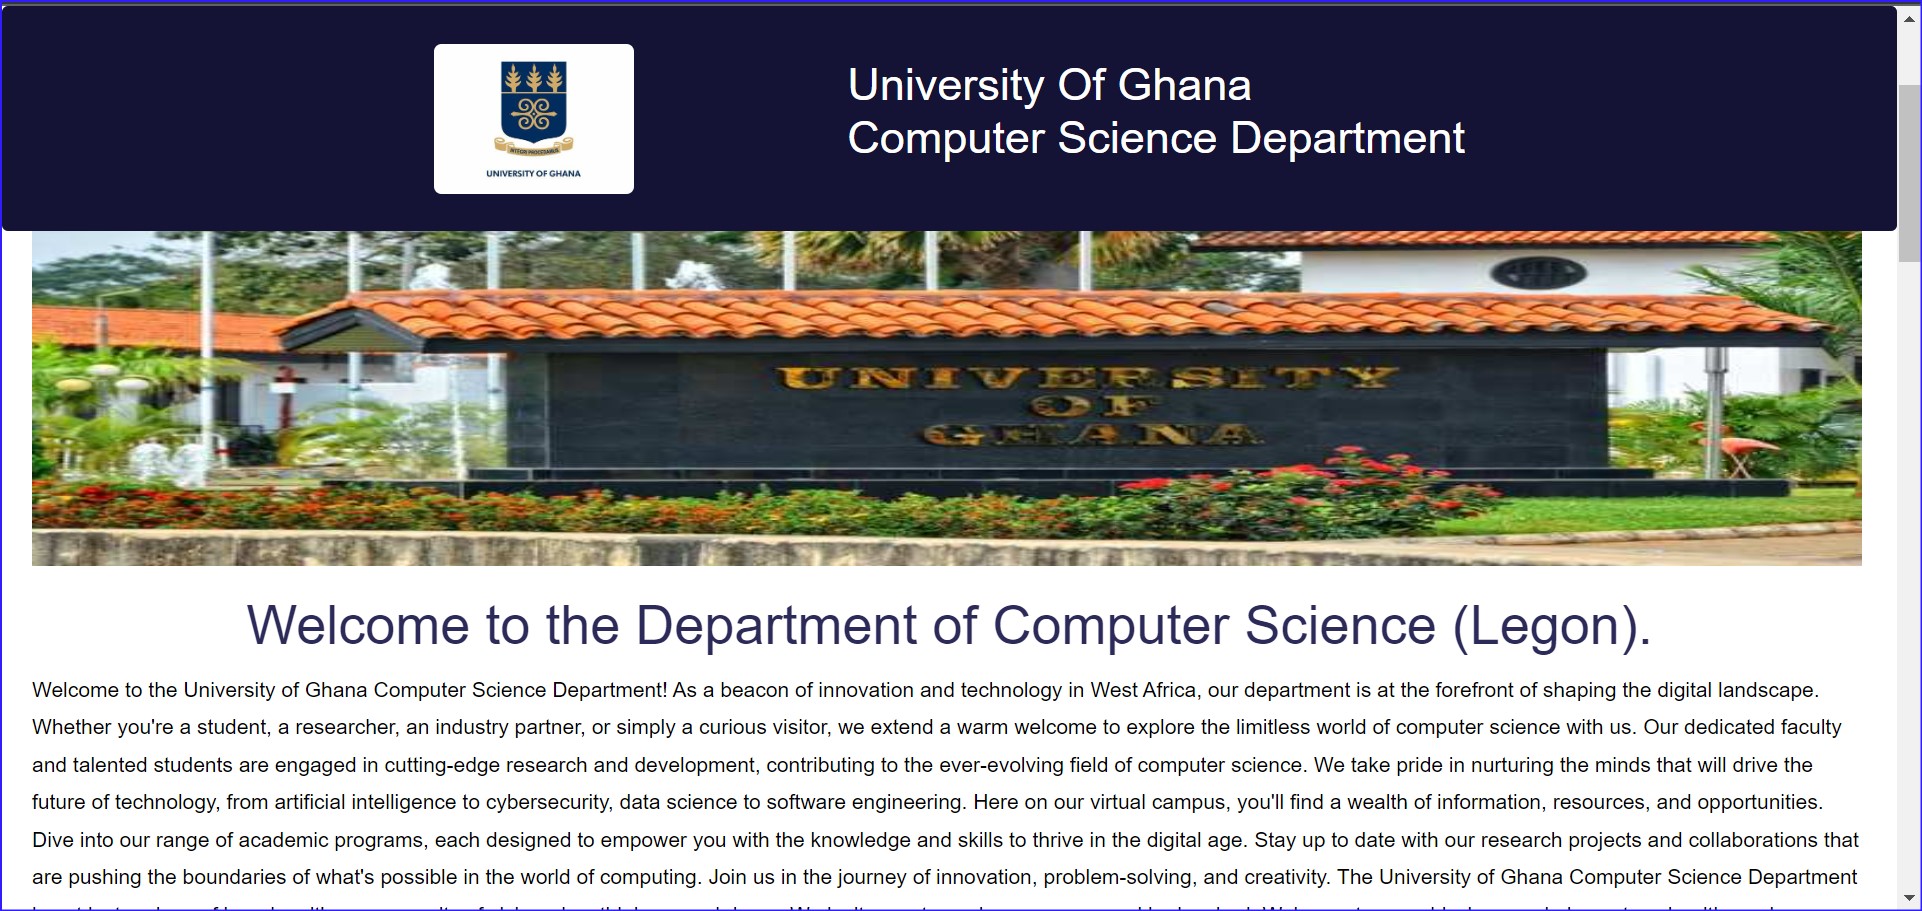 UNIVERSITY OF GHANA
University Of Ghana
Computer Science Department
UNIVERSITY
OF
GHANA
Welcome to the Department of Computer Science (Legon).
Welcome to the University of Ghana Computer Science Department! As a beacon of innovation and technology in West Africa, our department is at the forefront of shaping the digital landscape.
Whether you're a student, a researcher, an industry partner, or simply a curious visitor, we extend a warm welcome to explore the limitless world of computer science with us. Our dedicated faculty
and talented students are engaged in cutting-edge research and development, contributing to the ever-evolving field of computer science. We take pride in nurturing the minds that will drive the
future of technology, from artificial intelligence to cybersecurity, data science to software engineering. Here on our virtual campus, you'll find a wealth of information, resources, and opportunities.
Dive into our range of academic programs, each designed to empower you with the knowledge and skills to thrive in the digital age. Stay up to date with our research projects and collaborations that
are pushing the boundaries of what's possible in the world of computing. Join us in the journey of innovation, problem-solving, and creativity. The University of Ghana Computer Science Department